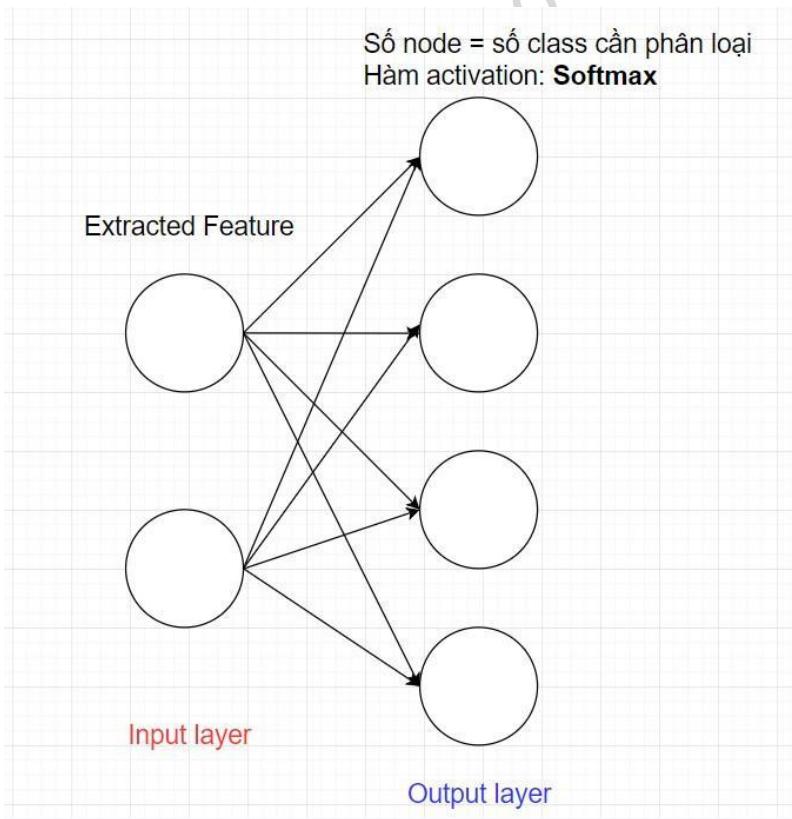 Số node = số class cần phân loại
Hàm activation: Softmax
Extracted Feature
Input layer
Output layer